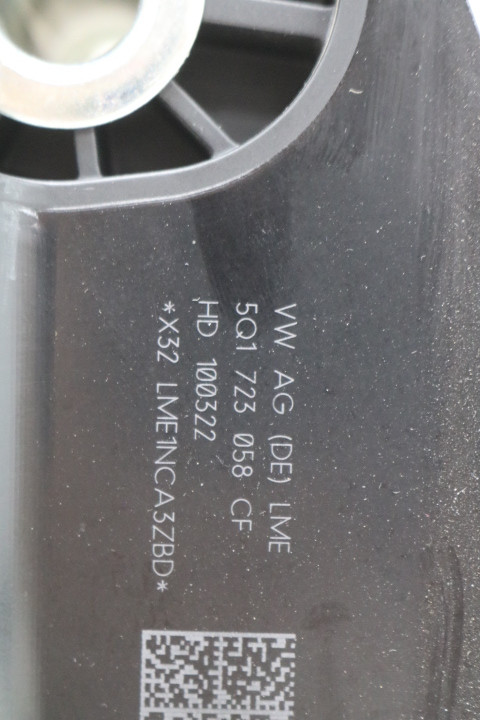 VW AG (DE) LME
5Q1 723 058 CF
HD 100322
*X32 LME1NCA3ZBD*